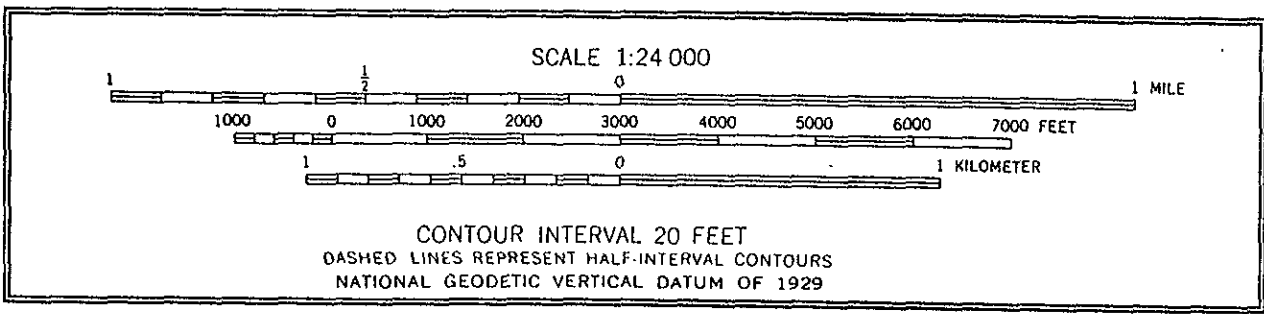 SCALE 1:24 000
1 ½ 0 1 MILE
1000 0 1000 2000 3000 4000 5000 6000 7000 FEET
1 .5 0 1 KILOMETER
CONTOUR INTERVAL 20 FEET
DASHED LINES REPRESENT HALF-INTERVAL CONTOURS
NATIONAL GEODETIC VERTICAL DATUM OF 1929